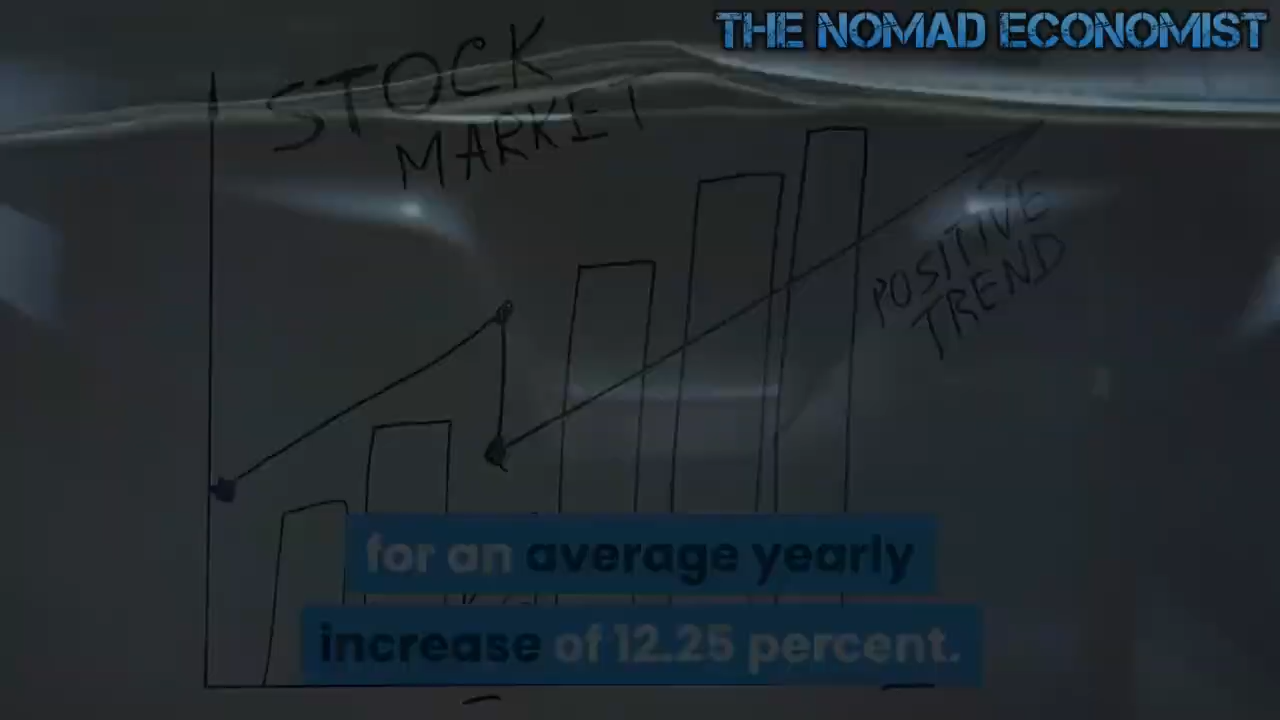 THE NOMAD ECONOMIST
STOCK
MARKET
POSITIVE
TREND
for an average yearly
increase of 12.25 percent.